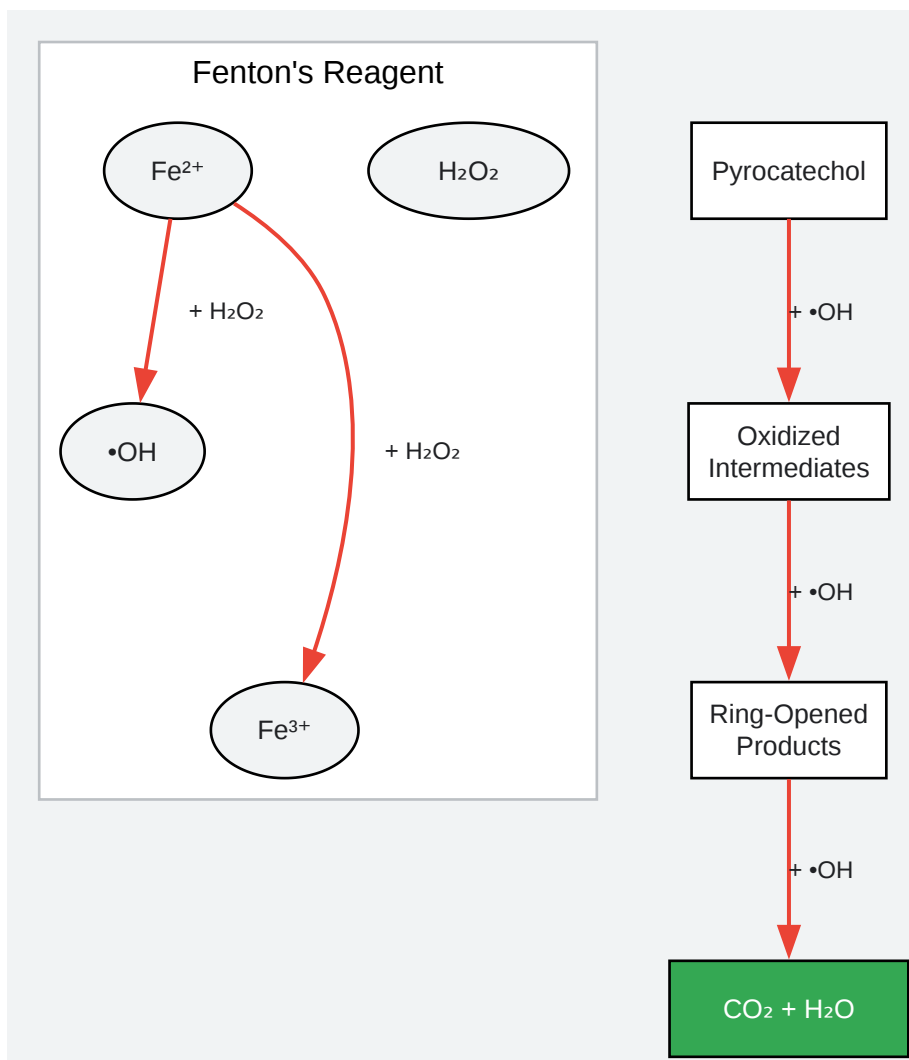 Fenton's Reagent
Fe²⁺
H₂O₂
+ H₂O₂
•OH
+ H₂O₂
Fe³⁺
Pyrocatechol
+ •OH
Oxidized
Intermediates
+ •OH
Ring-Opened
Products
+ •OH
CO₂ + H₂O